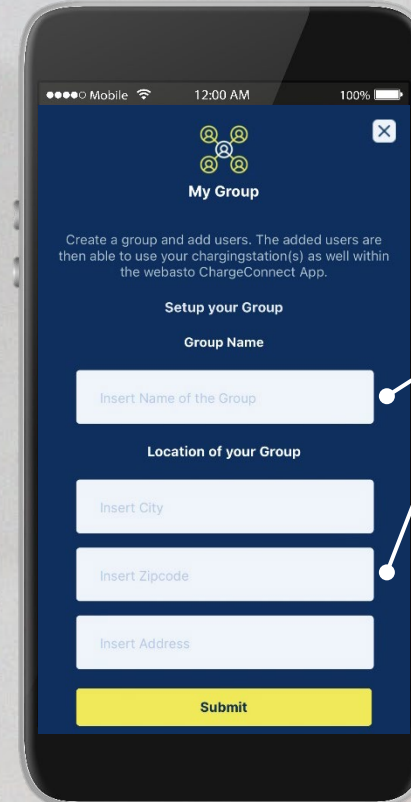 Mobile 12:00 AM 100%
My Group
Create a group and add users. The added users are
then able to use your chargingstation(s) as well within
the webasto ChargeConnect App.
Setup your Group
Group Name
Insert Name of the Group
Location of your Group
Insert City
Insert Zipcode
Insert Address
Submit